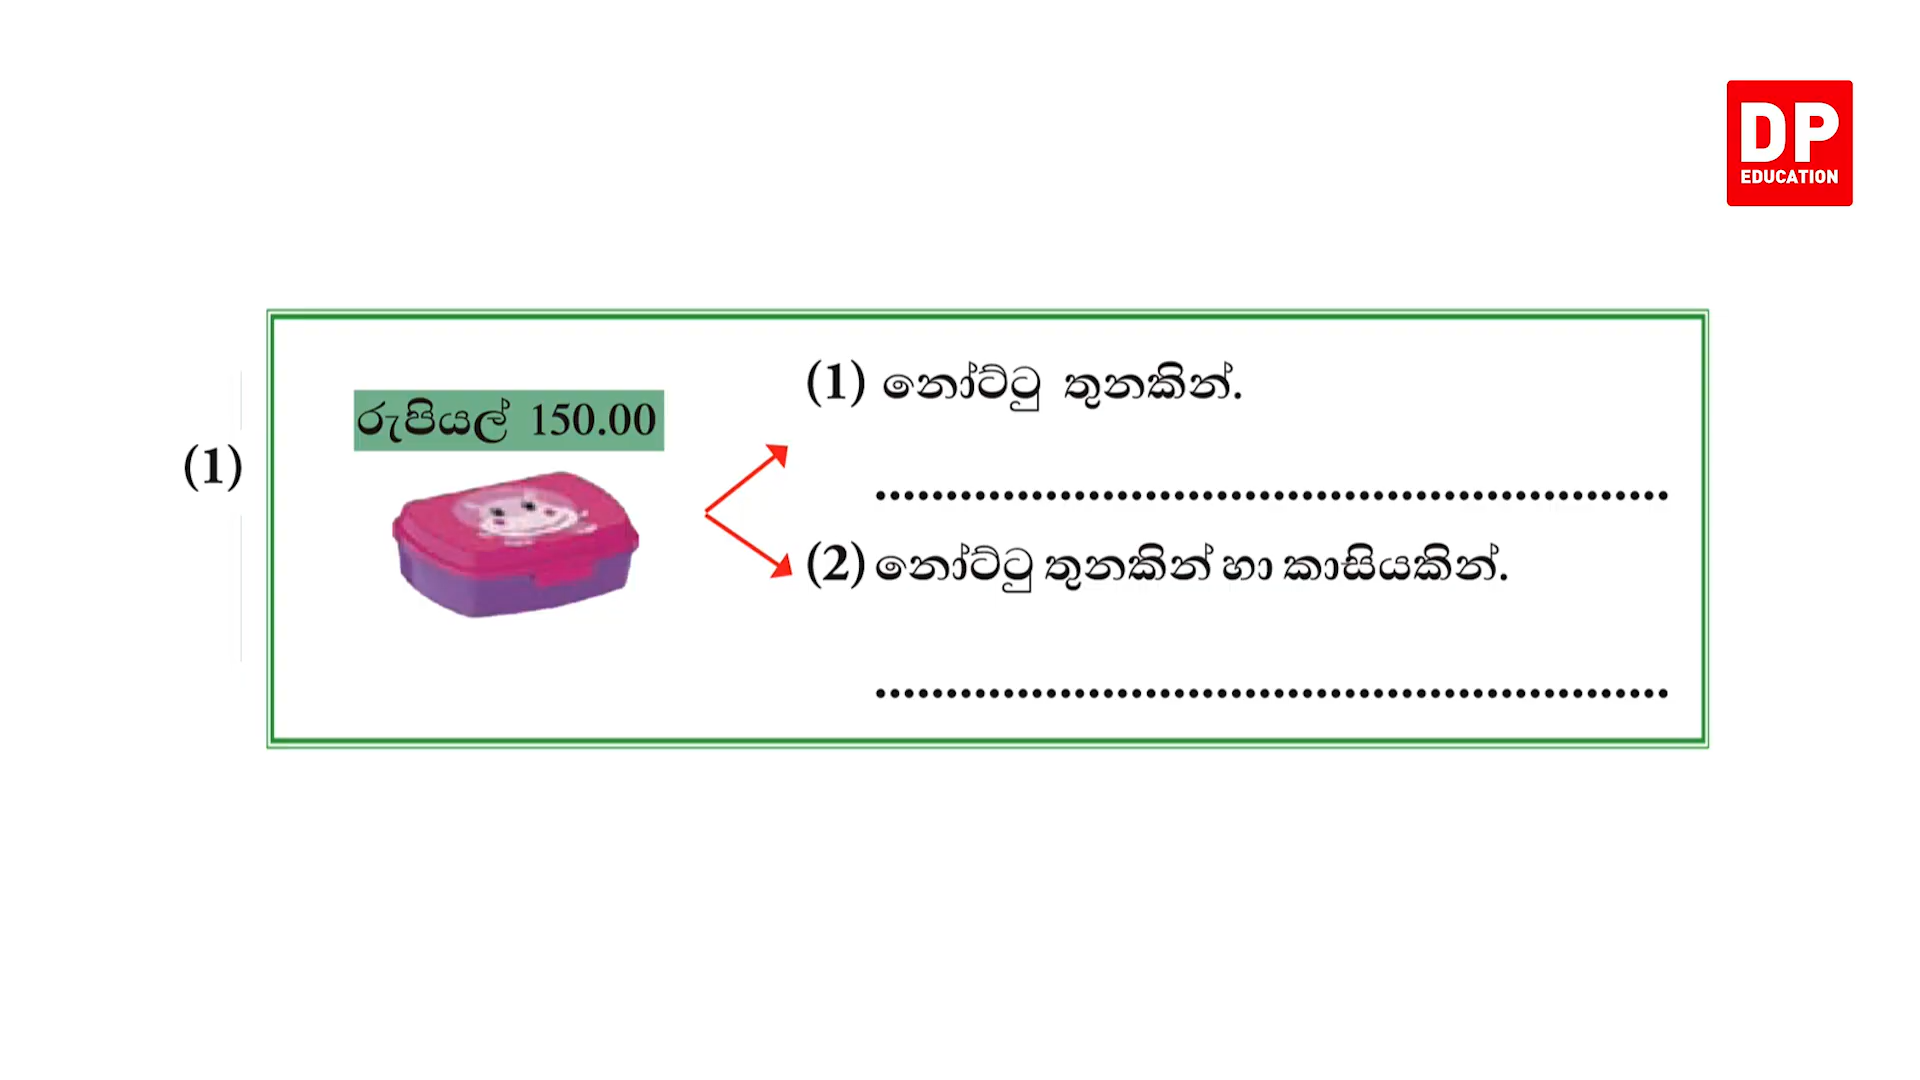 DP
EDUCATION
(1)
රුපියල් 150.00
(1) නෝට්ටු තුනකින්.
.......................................................
(2) නෝට්ටු තුනකින් හා කාසියකින්.
.......................................................